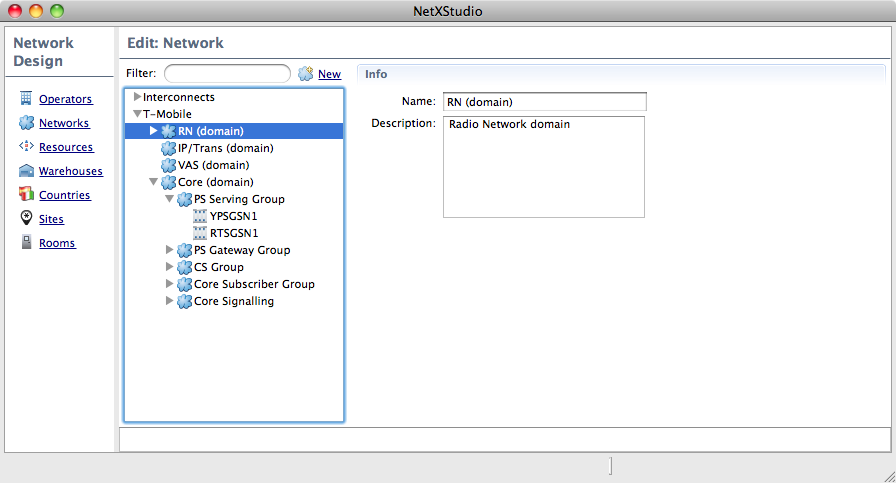 NetXStudio
Network
Design
Operators
Networks
Resources
Warehouses
Countries
Sites
Rooms
Edit: Network
Filter:
New
Interconnects
T-Mobile
RN (domain)
IP/Trans (domain)
VAS (domain)
Core (domain)
PS Serving Group
YPSGSN1
RTSGSN1
PS Gateway Group
CS Group
Core Subscriber Group
Core Signalling
Info
Name: RN (domain)
Description: Radio Network domain